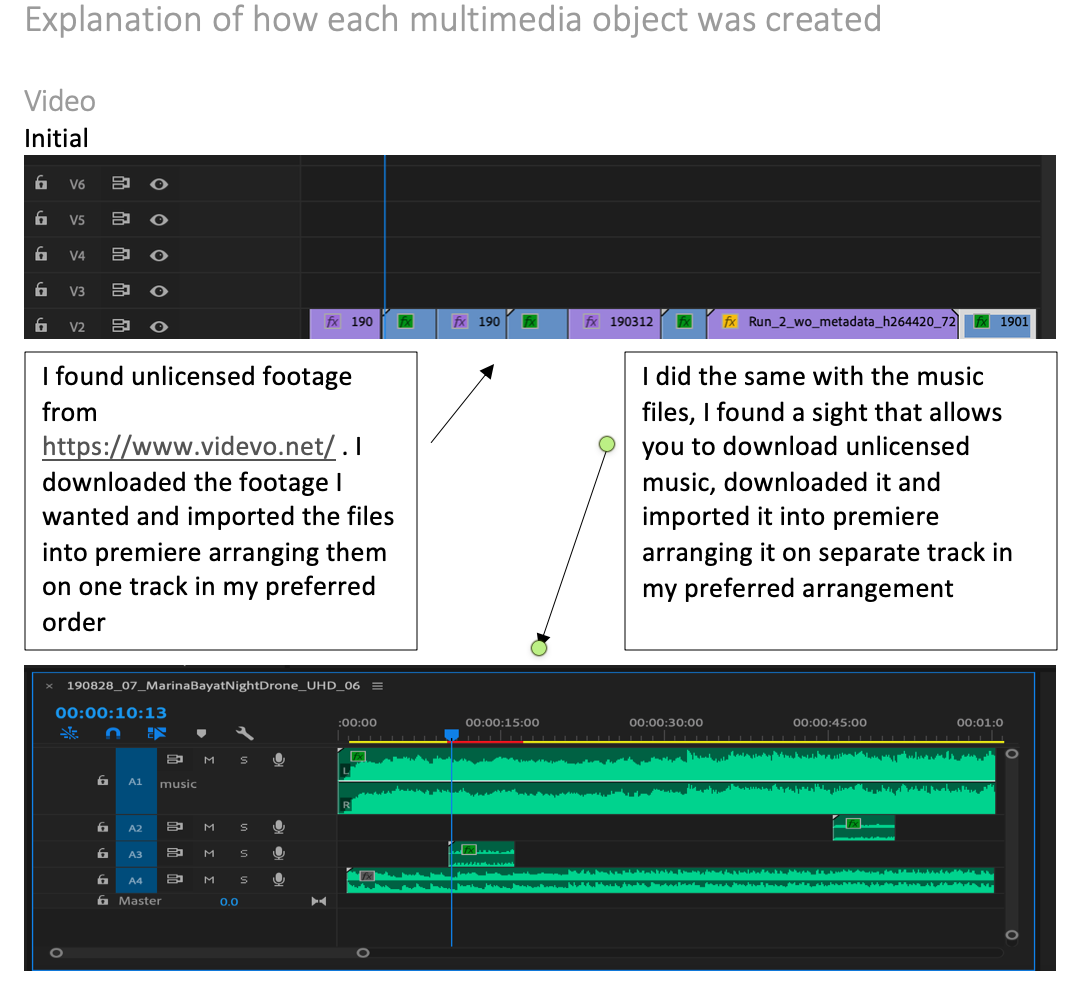 Explanation of how each multimedia object was created
Video
Initial
V6
V5
V4
V3
V2 fx 190 fx fx 190 fx fx 190312 fx fx Run_2_wo_metadata_h264420_72 fx 1901
I found unlicensed footage
from
https://www.videvo.net/ . I
downloaded the footage I
wanted and imported the files
into premiere arranging them
on one track in my preferred
order
I did the same with the music
files, I found a sight that allows
you to download unlicensed
music, downloaded it and
imported it into premiere
arranging it on separate track in
my preferred arrangement
× 190828_07_MarinaBayatNightDrone_UHD_06
00:00:10:13
:00:00 00:00:15:00 00:00:30:00 00:00:45:00 00:01:0
A1 M S fx L
music
R
A2 M S fx
A3 M S fx
A4 M S fx
Master 0.0